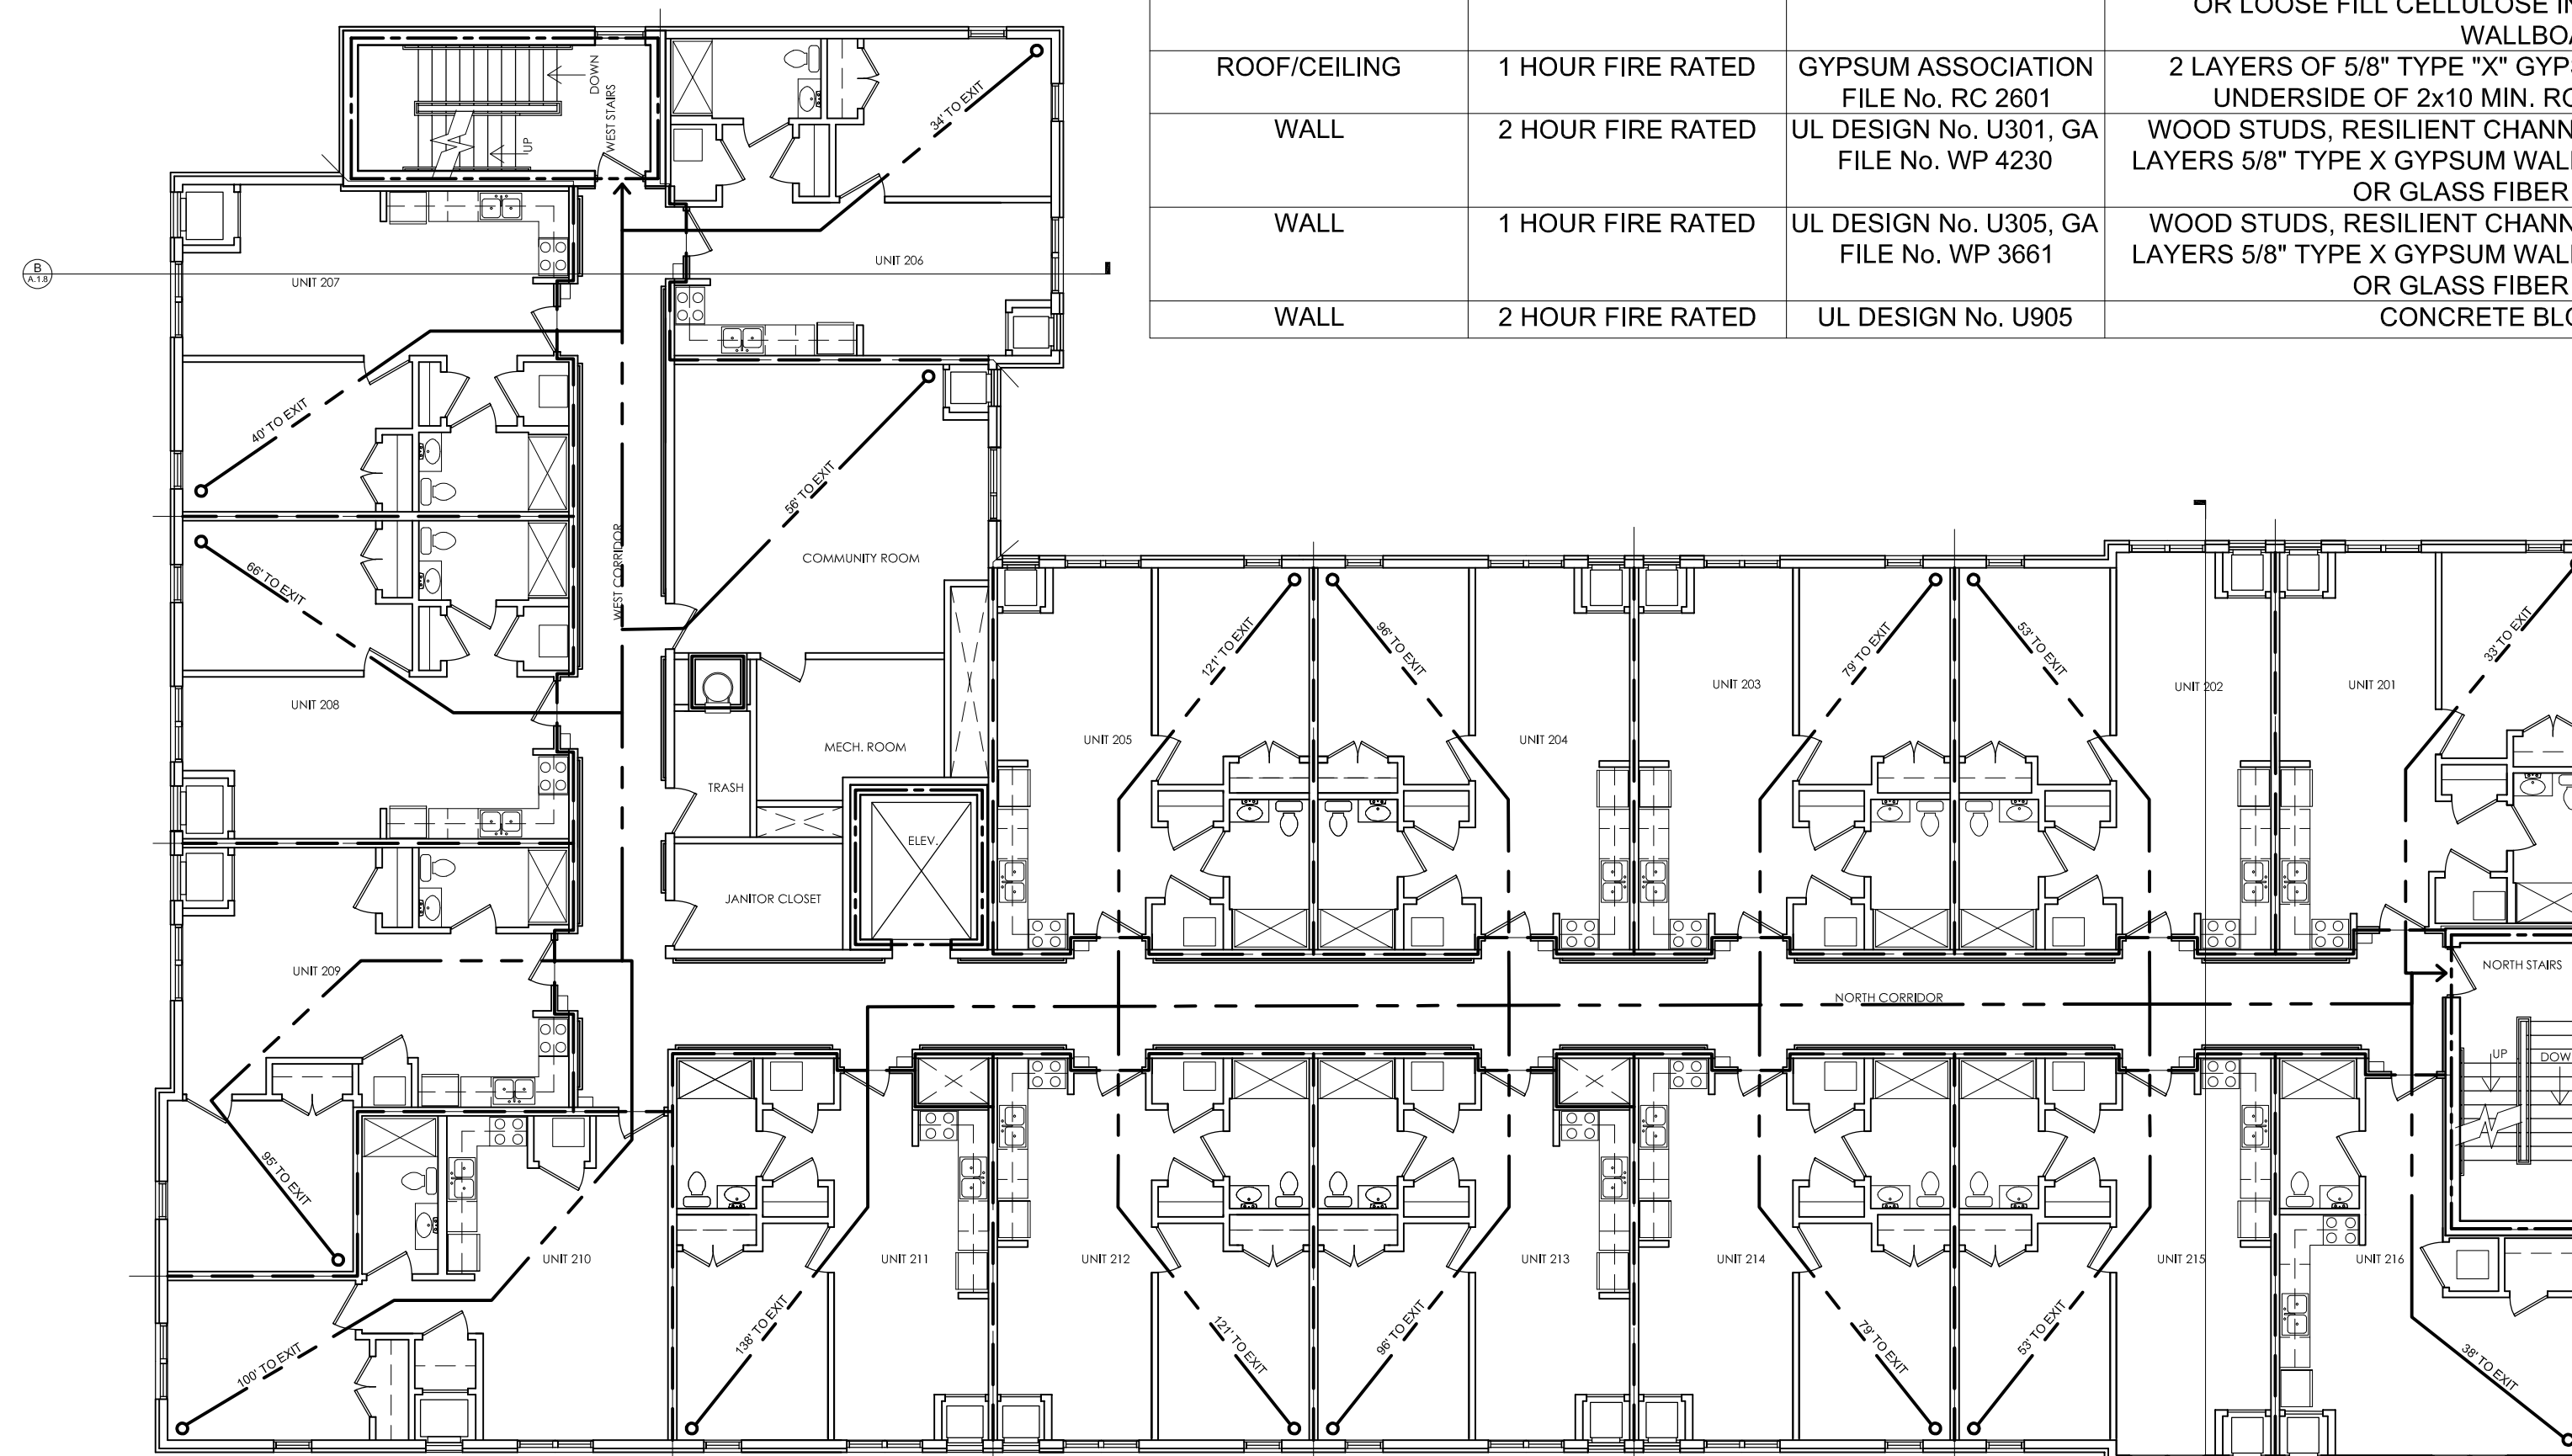 OR LOOSE FILL CELLULOSE
ROOF/CEILING
1 HOUR FIRE RATED
GYPSUM ASSOCIATION
FILE No. RC 2601
2 LAYERS OF 5/8" TYPE "X"
UNDERSIDE OF 2x10 MIN.
WALL
2 HOUR FIRE RATED
UL DESIGN No. U301, GA
FILE No. WP 4230
WOOD STUDS, RESILIENT
LAYERS 5/8" TYPE X GYPSUM
OR GLASS FIBER
WALL
1 HOUR FIRE RATED
UL DESIGN No. U305, GA
FILE No. WP 3661
WOOD STUDS, RESILIENT
LAYERS 5/8" TYPE X GYPSUM
OR GLASS FIBER
WALL
2 HOUR FIRE RATED
UL DESIGN No. U905
CONCRETE
DOWN
WEST STAIRS
UP
34' TO EXIT
B
A.1.8
UNIT 207
UNIT 206
40' TO EXIT
56' TO EXIT
WEST CORRIDOR
COMMUNITY ROOM
66' TO EXIT
UNIT 208
MECH. ROOM
TRASH
ELEV.
JANITOR CLOSET
121' TO EXIT
96' TO EXIT
79' TO EXIT
53' TO EXIT
33' TO EXIT
UNIT 205
UNIT 204
UNIT 203
UNIT 202
UNIT 201
UNIT 209
NORTH STAIRS
NORTH CORRIDOR
UP
95' TO EXIT
UNIT 210
UNIT 211
UNIT 212
UNIT 213
UNIT 214
UNIT 215
UNIT 216
100' TO EXIT
138' TO EXIT
121' TO EXIT
96' TO EXIT
79' TO EXIT
53' TO EXIT
38' TO EXIT